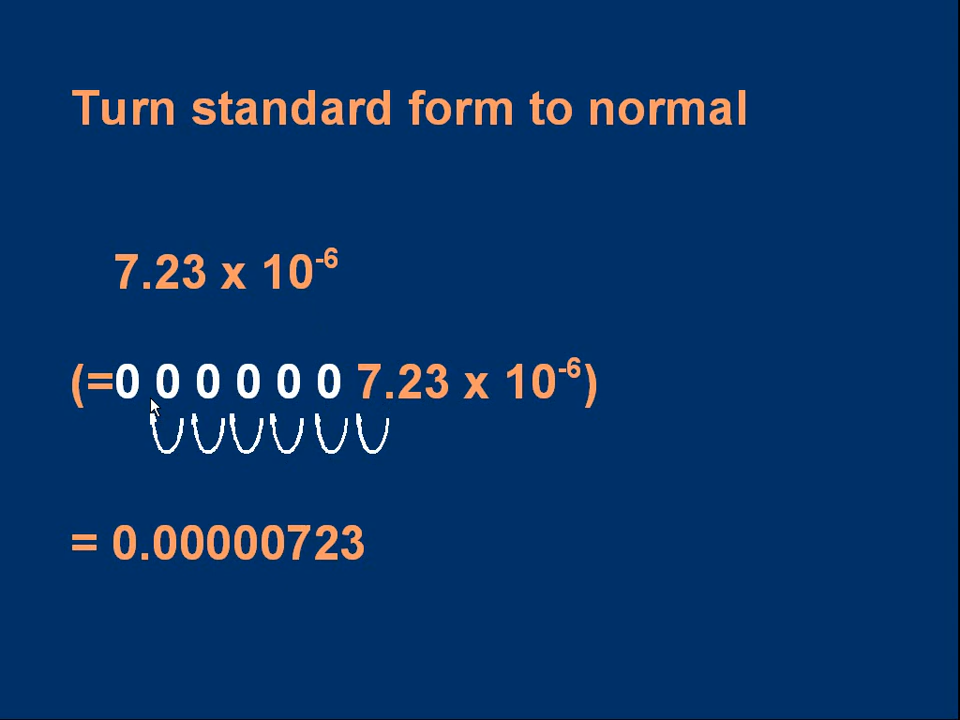 Turn standard form to normal
7.23 x 10⁻⁶
(=0 0 0 0 0 0 7.23 x 10⁻⁶)
= 0.00000723